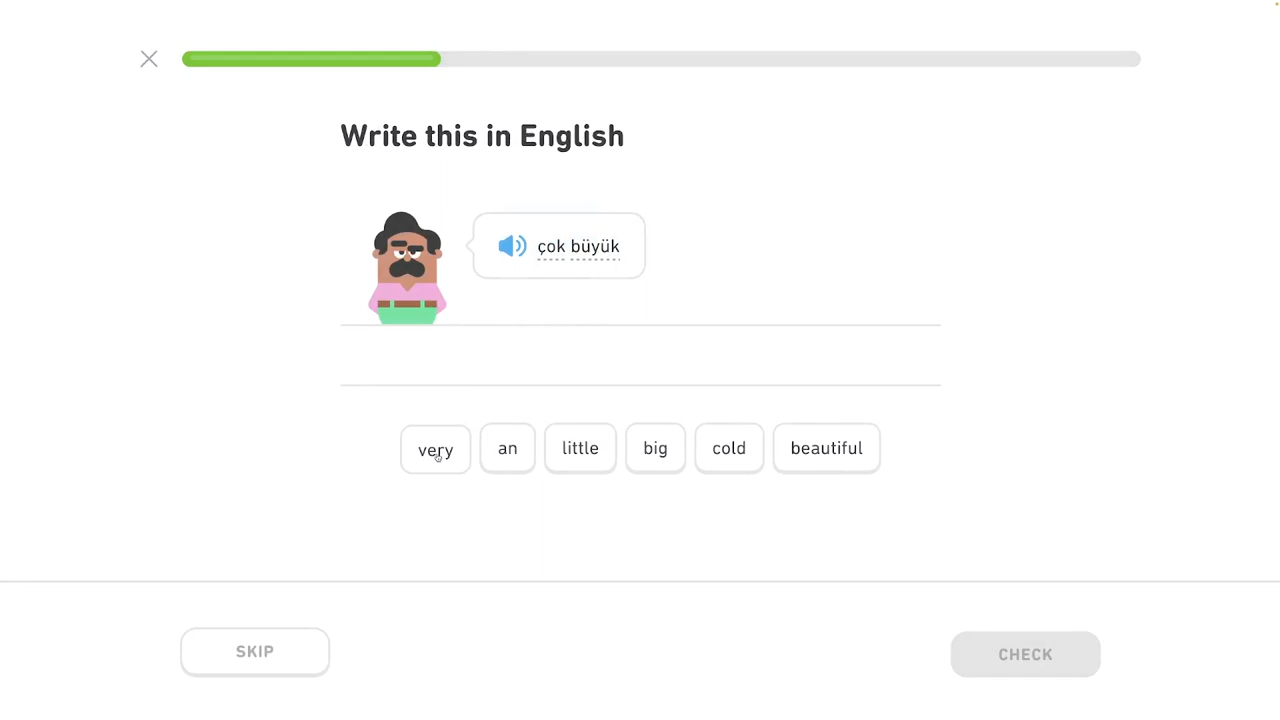 Write this in English
çok büyük
very an little big cold beautiful
SKIP CHECK